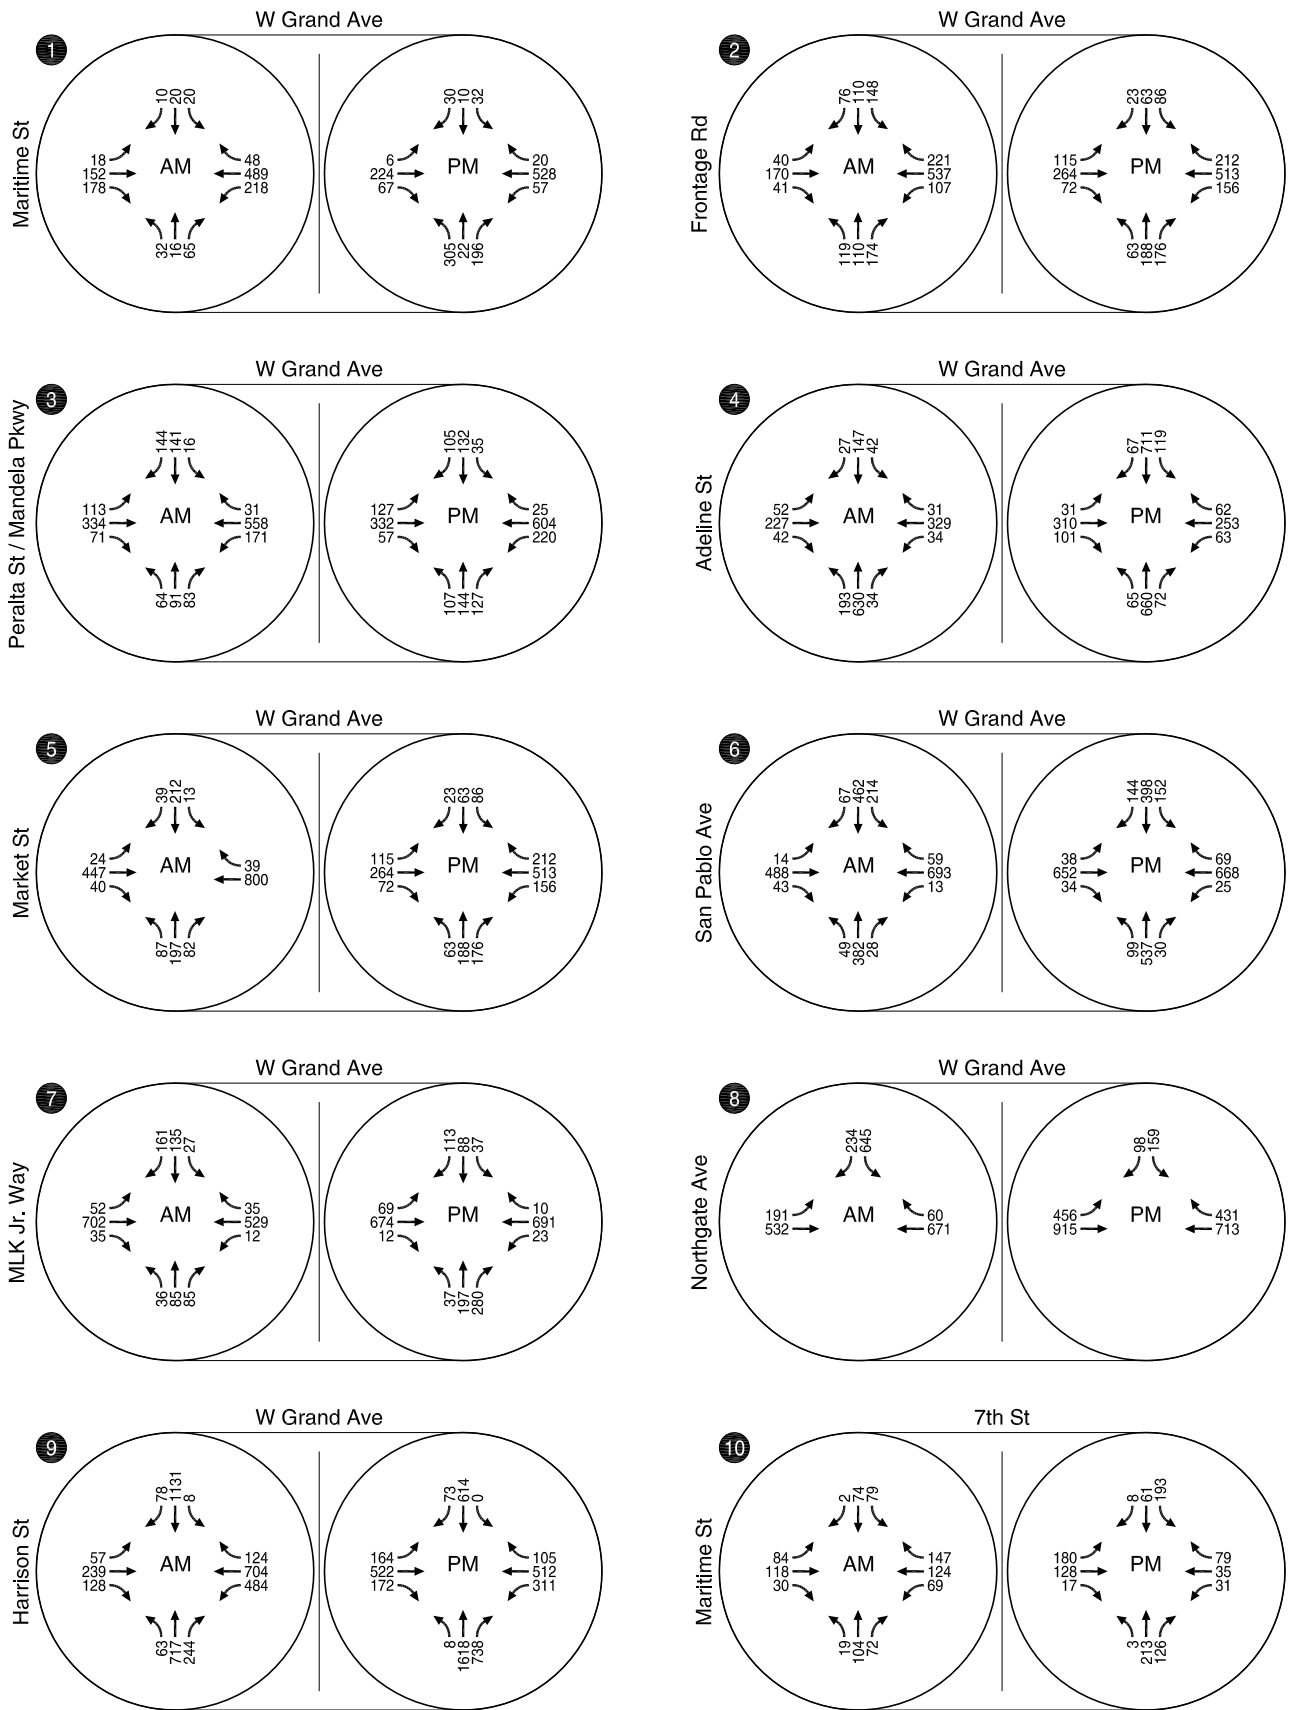 W Grand Ave
1
Maritime St
10 20 20
18
152
178
AM
48
489
218
32 16 65
30 10 32
6
224
67
PM
20
528
57
305 22 196
W Grand Ave
2
Frontage Rd
76 110 148
40
170
41
AM
221
537
107
119 110 174
23 63 86
115
264
72
PM
212
513
156
63 188 176
W Grand Ave
3
Peralta St / Mandela Pkwy
144 141 16
113
334
71
AM
31
558
171
64 91 83
105 132 35
127
332
57
PM
25
604
220
107 144 127
W Grand Ave
4
Adeline St
27 147 42
52
227
42
AM
31
329
34
193 630 34
67 711 119
31
310
101
PM
62
253
63
65 660 72
W Grand Ave
5
Market St
39 212 13
24
447
40
AM
39
800
87 197 82
23 63 86
115
264
72
PM
212
513
156
63 188 176
W Grand Ave
6
San Pablo Ave
67 462 214
14
488
43
AM
59
693
13
49 382 28
144 398 152
38
652
34
PM
69
668
25
99 537 30
W Grand Ave
7
MLK Jr. Way
161 135 27
52
702
35
AM
35
529
12
36 85 85
113 88 37
69
674
12
PM
10
691
23
37 197 280
W Grand Ave
8
Northgate Ave
234 645
191
532
AM
60
671
98 159
456
915
PM
431
713
W Grand Ave
9
Harrison St
78 1131 8
57
239
128
AM
124
704
484
63 717 244
73 614 0
164
522
172
PM
105
512
311
8 1618 738
7th St
10
Maritime St
2 74 79
84
118
30
AM
147
124
69
19 104 72
8 61 193
180
128
17
PM
79
35
31
3 213 126